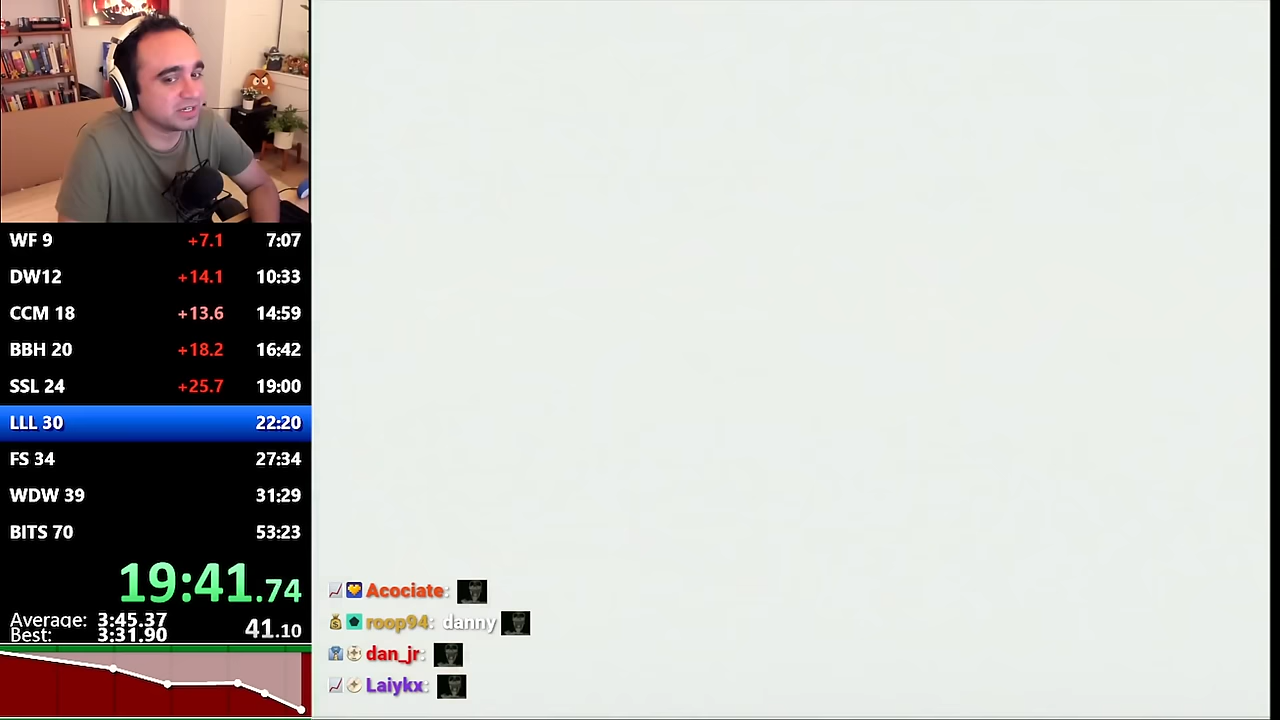 WF 9 +7.1 7:07
DW12 +14.1 10:33
CCM 18 +13.6 14:59
BBH 20 +18.2 16:42
SSL 24 +25.7 19:00
LLL 30 22:20
FS 34 27:34
WDW 39 31:29
BITS 70 53:23
19:41.74
Average: 3:45.37
Best: 3:31.90
41.10
Acociate:
roop94: danny
dan_jr:
Laiykx: